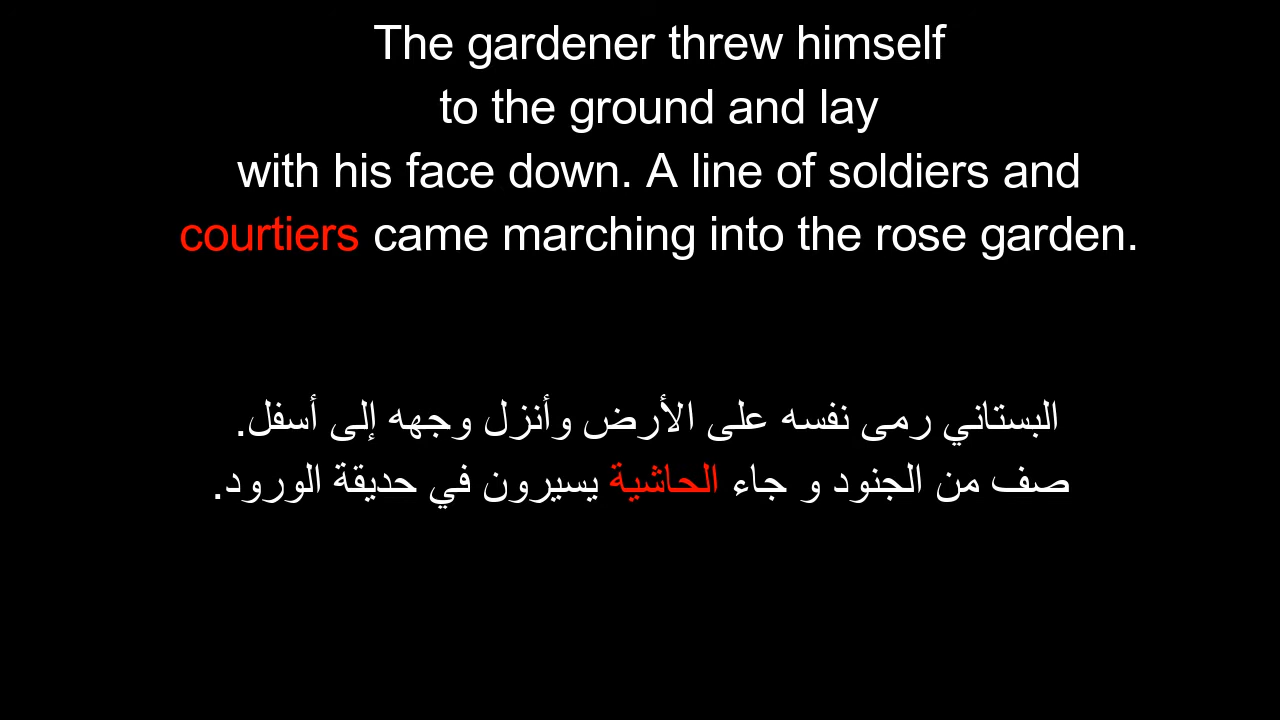 The gardener threw himself
to the ground and lay
with his face down. A line of soldiers and
courtiers came marching into the rose garden.
البستاني رمى نفسه على الأرض وأنزل وجهه إلى أسفل.
صف من الجنود و جاء الحاشية يسيرون في حديقة الورود.